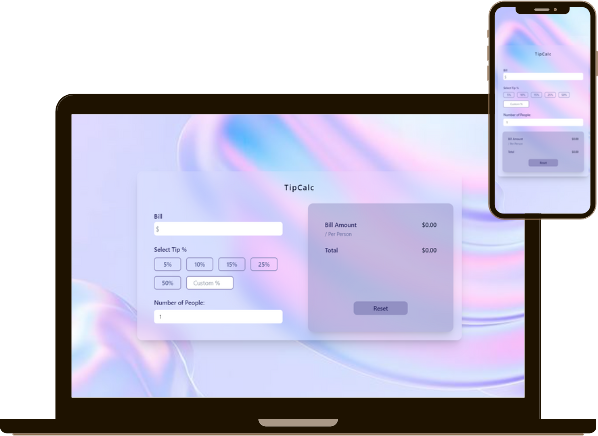 TipCalc
Bill
$
Select Tip %
5% 10% 15% 25%
50% Custom %
Number of People:
1
Bill Amount $0.00
/ Per Person
Total $0.00
Reset
TipCalc
Bill
$
Select Tip %
5% 10% 15% 25% 50%
Custom %
Number of People:
1
Bill Amount $0.00
/ Per Person
Total $0.00
Reset